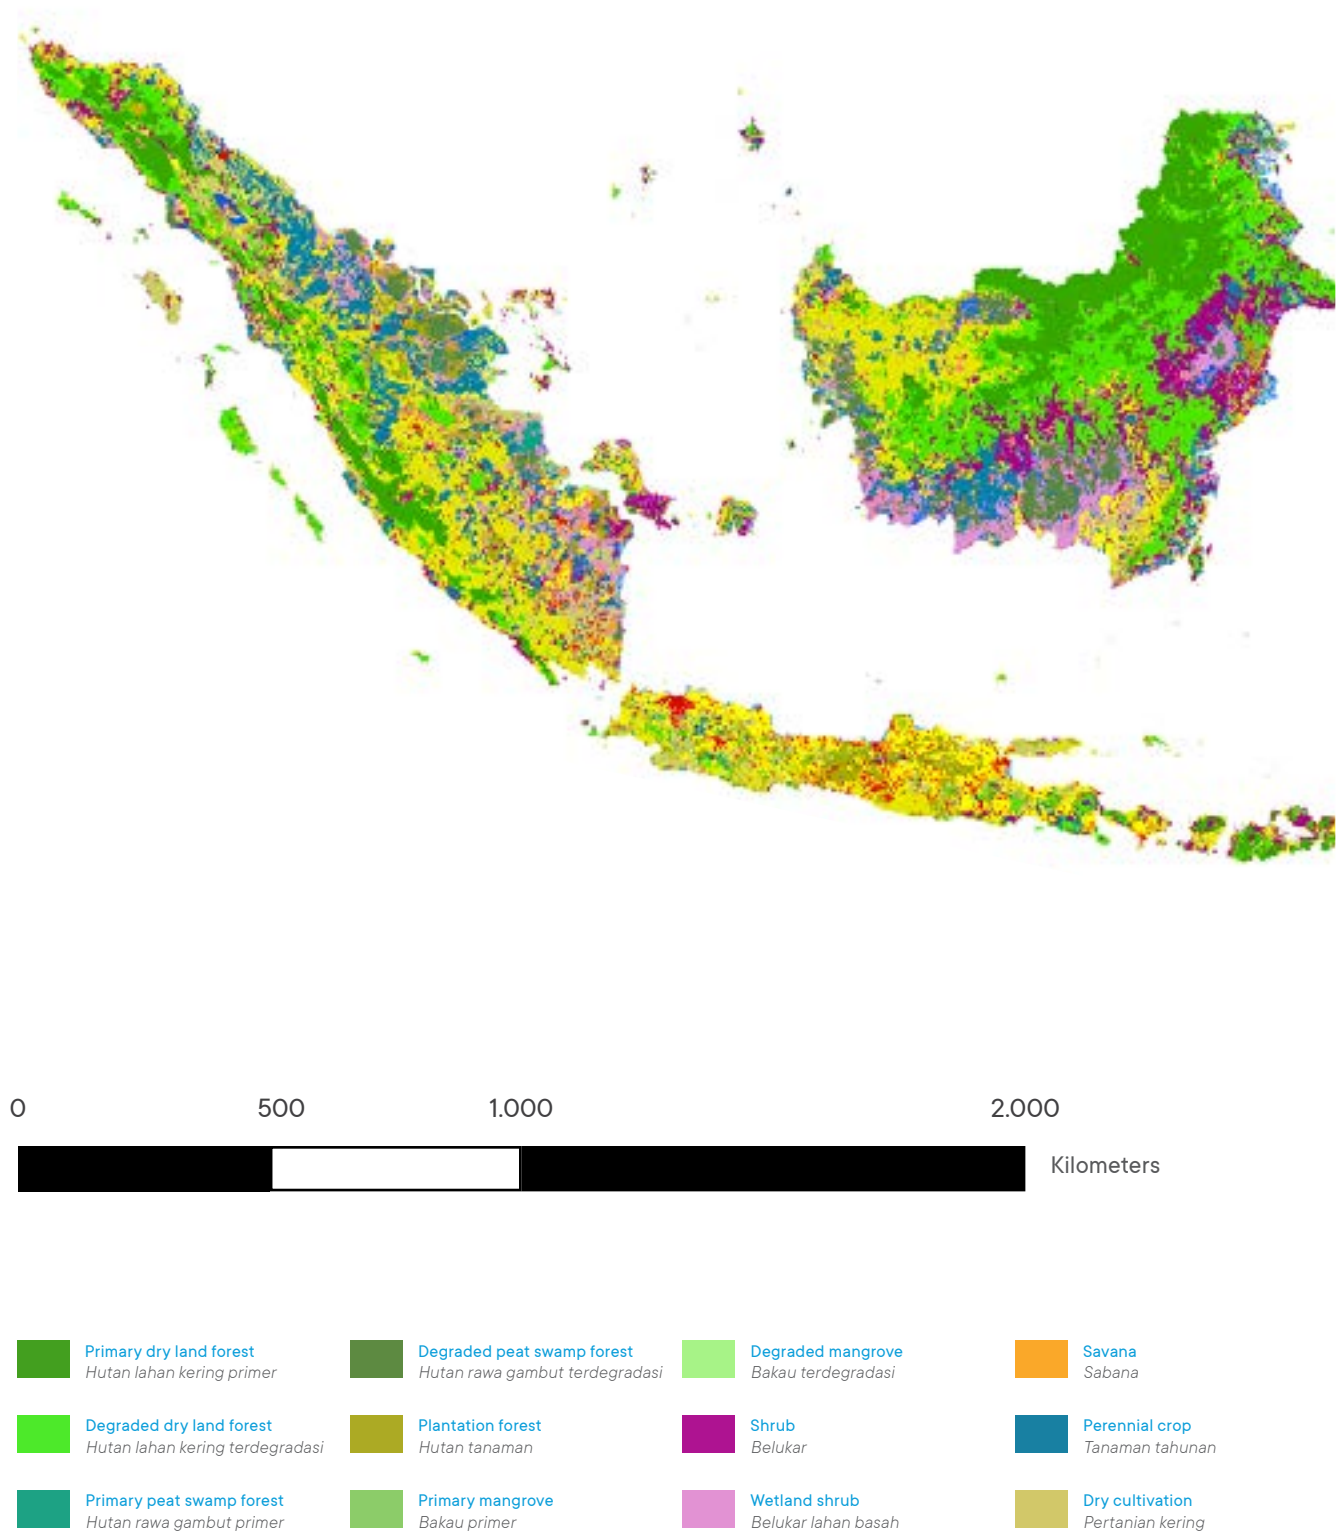 0 500 1.000 2.000
Kilometers
Primary dry land forest
Hutan lahan kering primer
Degraded peat swamp forest
Hutan rawa gambut terdegradasi
Degraded mangrove
Bakau terdegradasi
Savana
Sabana
Degraded dry land forest
Hutan lahan kering terdegradasi
Plantation forest
Hutan tanaman
Shrub
Belukar
Perennial crop
Tanaman tahunan
Primary peat swamp forest
Hutan rawa gambut primer
Primary mangrove
Bakau primer
Wetland shrub
Belukar lahan basah
Dry cultivation
Pertanian kering